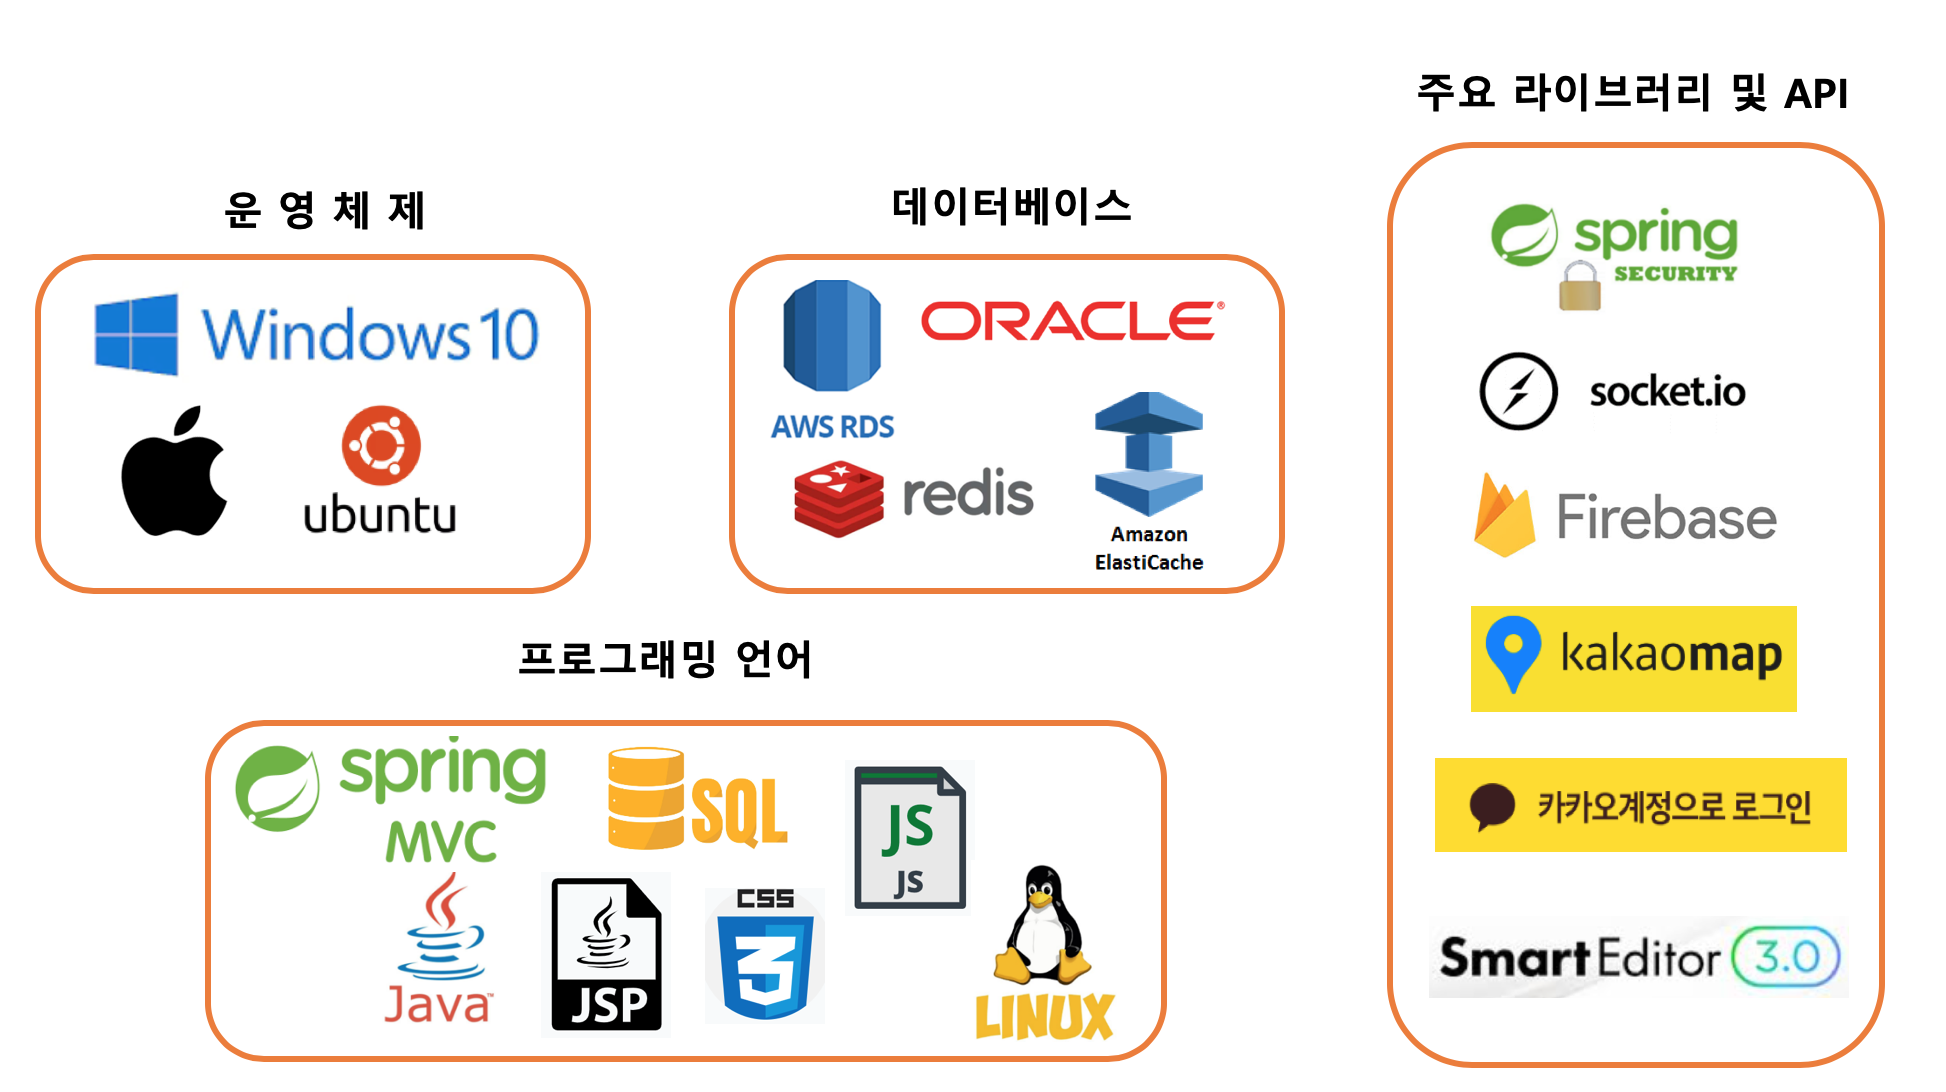 운 영 체 제
Windows 10
ubuntu
데이터베이스
ORACLE®
AWS RDS
redis
Amazon
ElastiCache
프로그래밍 언어
spring
MVC
SQL
JS
JS
Java™
JSP
CSS
3
LINUX
주요 라이브러리 및 API
spring
SECURITY
socket.io
Firebase
kakaomap
카카오계정으로 로그인
SmartEditor 3.0